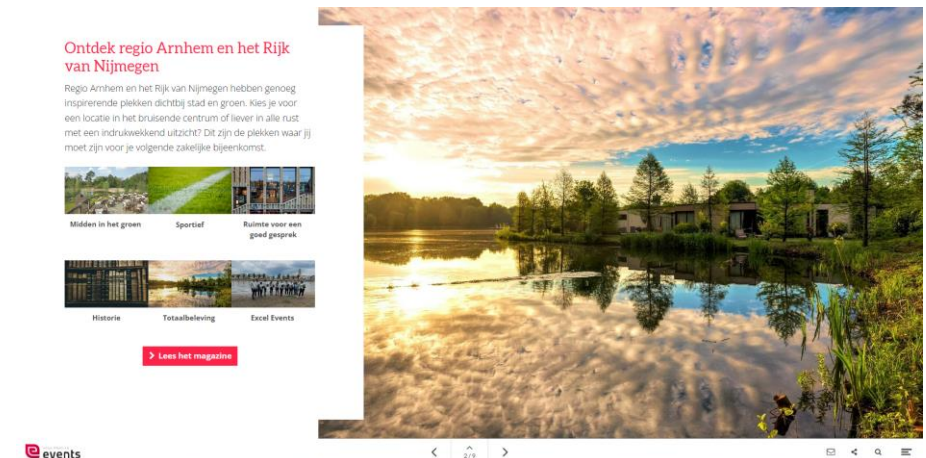 Ontdek regio Arnhem en het Rijk
van Nijmegen
Regio Arnhem en het Rijk van Nijmegen hebben genoeg
inspirerende plekken dichtbij stad en groen. Kies je voor
een locatie in het bruisende centrum of liever in alle rust
met een indrukwekkend uitzicht? Dit zijn de plekken waar jij
moet zijn voor je volgende zakelijke bijeenkomst.
Midden in het groen
Sportief
Ruimte voor een
goed gesprek
Historie
Totaalbeleving
Excel Events
Lees het magazine
events
2/9